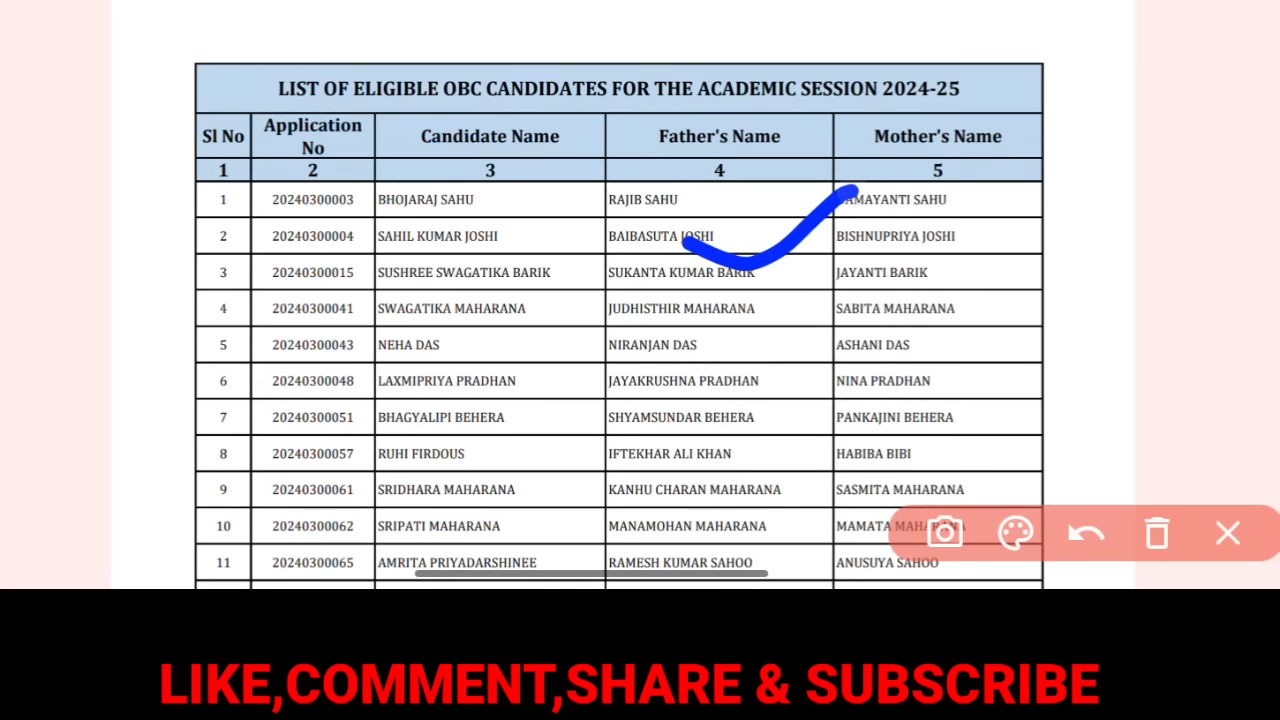 LIST OF ELIGIBLE OBC CANDIDATES FOR THE ACADEMIC SESSION 2024-25
Sl No Application No Candidate Name Father's Name Mother's Name
1 2 3 4 5
1 20240300003 BHOJARAJ SAHU RAJIB SAHU DAMAYANTI SAHU
2 20240300004 SAHIL KUMAR JOSHI BAIBASUTA JOSHI BISHNUPRIYA JOSHI
3 20240300015 SUSHREE SWAGATIKA BARIK SUKANTA KUMAR BARIK JAYANTI BARIK
4 20240300041 SWAGATIKA MAHARANA JUDHISTHIR MAHARANA SABITA MAHARANA
5 20240300043 NEHA DAS NIRANJAN DAS ASHANI DAS
6 20240300048 LAXMIPRIYA PRADHAN JAYAKRUSHNA PRADHAN NINA PRADHAN
7 20240300051 BHAGYALIPI BEHERA SHYAMSUNDAR BEHERA PANKAJINI BEHERA
8 20240300057 RUHI FIRDOUS IFTEKHAR ALI KHAN HABIBA BIBI
9 20240300061 SRIDHARA MAHARANA KANHU CHARAN MAHARANA SASMITA MAHARANA
10 20240300062 SRIPATI MAHARANA MANAMOHAN MAHARANA MAMATA MAHARANA
11 20240300065 AMRITA PRIYADARSHINEE RAMESH KUMAR SAHOO ANUSUYA SAHOO
LIKE,COMMENT,SHARE & SUBSCRIBE